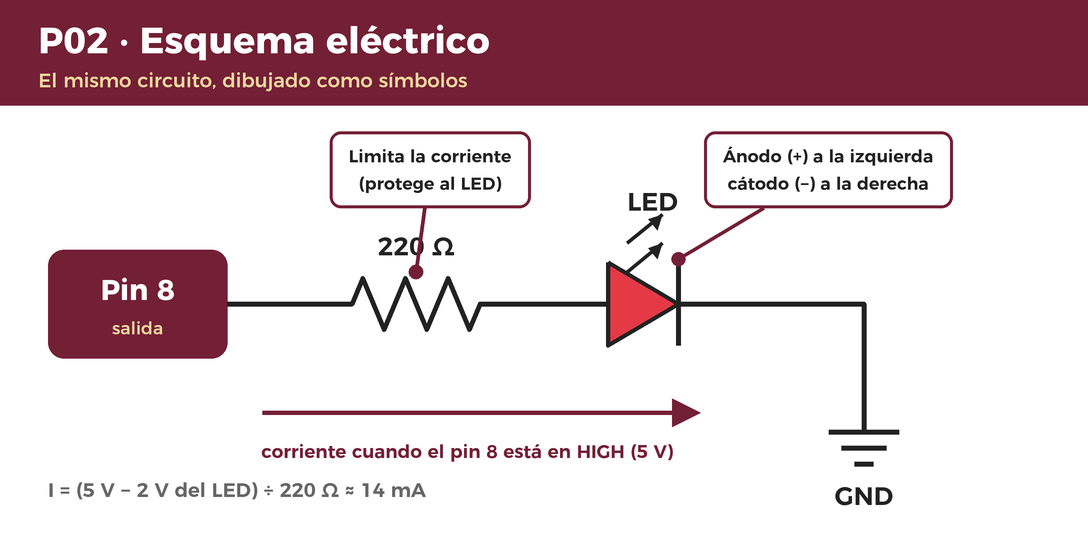 P02 · Esquema eléctrico
El mismo circuito, dibujado como símbolos
Limita la corriente
(protege al LED)
Ánodo (+) a la izquierda
cátodo (−) a la derecha
LED
220 Ω
Pin 8
salida
corriente cuando el pin 8 está en HIGH (5 V)
I = (5 V − 2 V del LED) ÷ 220 Ω ≈ 14 mA
GND